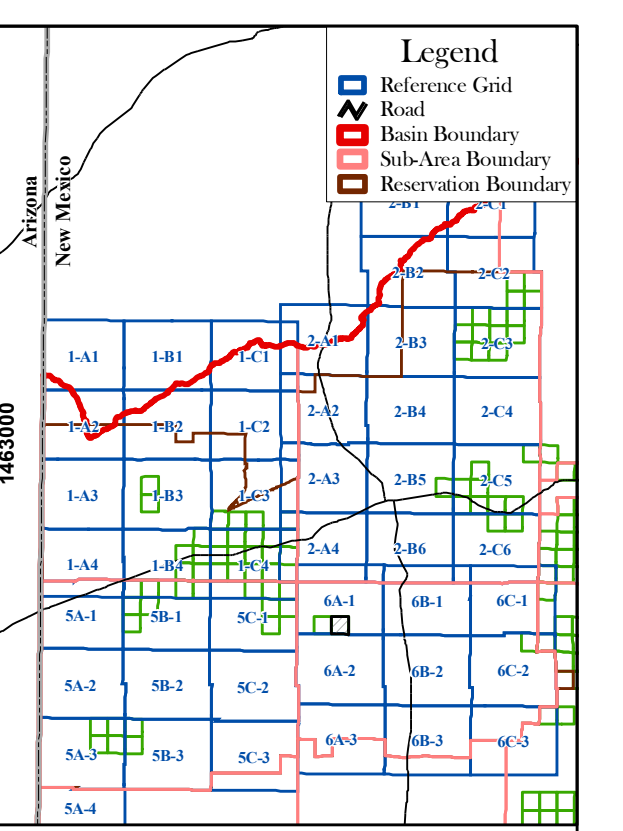 Legend
Reference Grid
Road
Basin Boundary
Sub-Area Boundary
Reservation Boundary
Arizona
New Mexico
1463000
2-B1 2-C1
2-B2 2-C2
2-A1 2-B3 2-C3
1-A1 1-B1 1-C1
2-A2 2-B4 2-C4
1-A2 1-B2 1-C2
2-A3 2-B5 2-C5
1-A3 1-B3 1-C3
2-A4 2-B6 2-C6
1-A4 1-B4 1-C4
6A-1 6B-1 6C-1
5A-1 5B-1 5C-1
6A-2 6B-2 6C-2
5A-2 5B-2 5C-2
6A-3 6B-3 6C-3
5A-3 5B-3 5C-3
5A-4